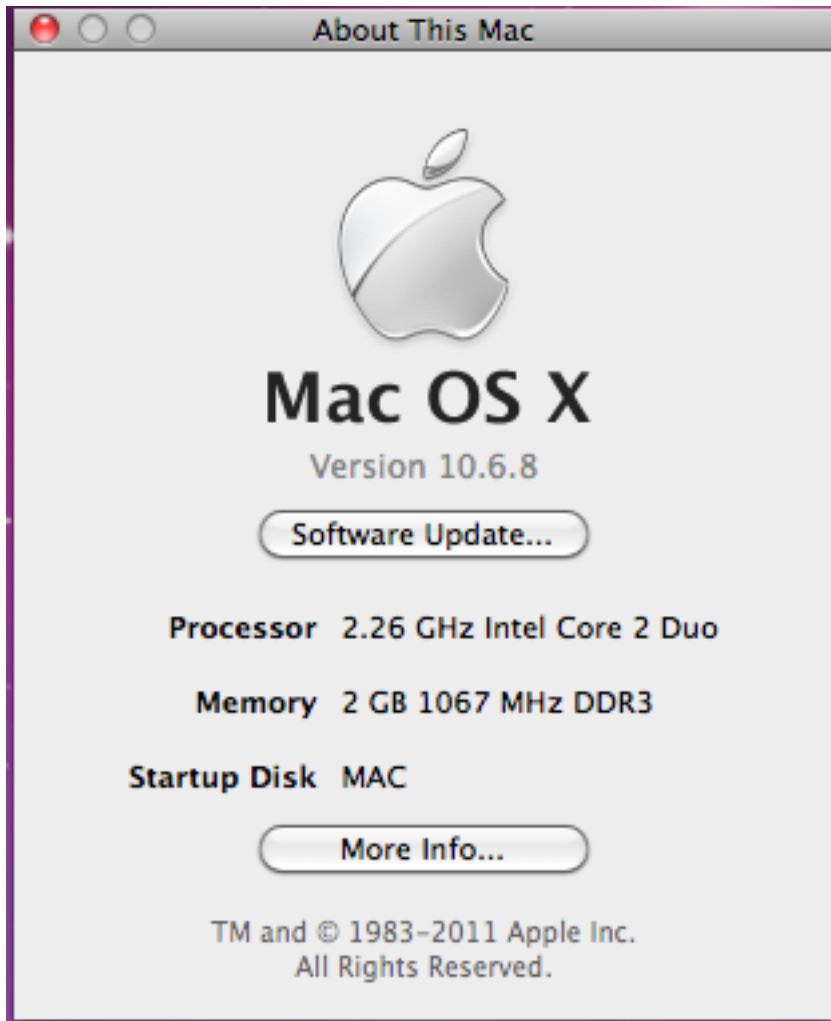 About This Mac
Mac OS X
Version 10.6.8
Software Update...
Processor 2.26 GHz Intel Core 2 Duo
Memory 2 GB 1067 MHz DDR3
Startup Disk MAC
More Info...
TM and © 1983–2011 Apple Inc.
All Rights Reserved.